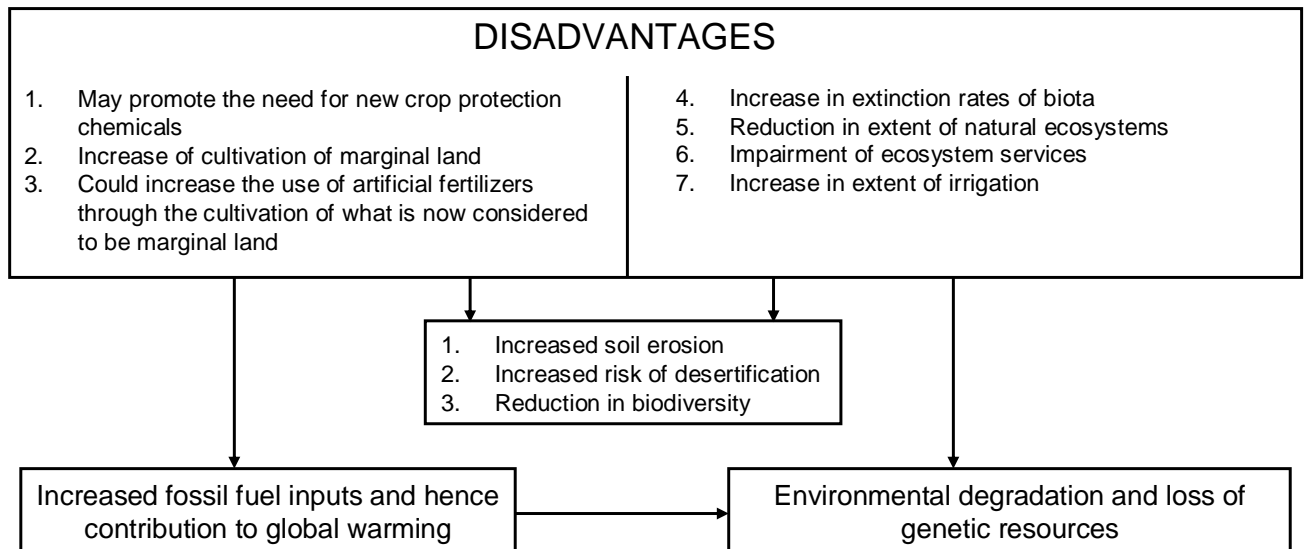 DISADVANTAGES
1. May promote the need for new crop protection
chemicals
2. Increase of cultivation of marginal land
3. Could increase the use of artificial fertilizers
through the cultivation of what is now considered
to be marginal land
4. Increase in extinction rates of biota
5. Reduction in extent of natural ecosystems
6. Impairment of ecosystem services
7. Increase in extent of irrigation
1. Increased soil erosion
2. Increased risk of desertification
3. Reduction in biodiversity
Increased fossil fuel inputs and hence
contribution to global warming
Environmental degradation and loss of
genetic resources